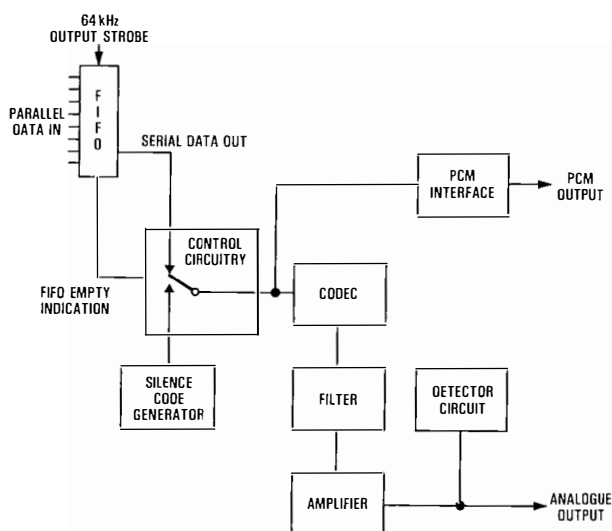 64 kHz
OUTPUT STROBE
F
I
F
O
PARALLEL
DATA IN
SERIAL DATA OUT
PCM
INTERFACE
PCM
OUTPUT
CONTROL
CIRCUITRY
FIFO EMPTY
INDICATION
CODEC
SILENCE
CODE
GENERATOR
FILTER
DETECTOR
CIRCUIT
AMPLIFIER
ANALOGUE
OUTPUT